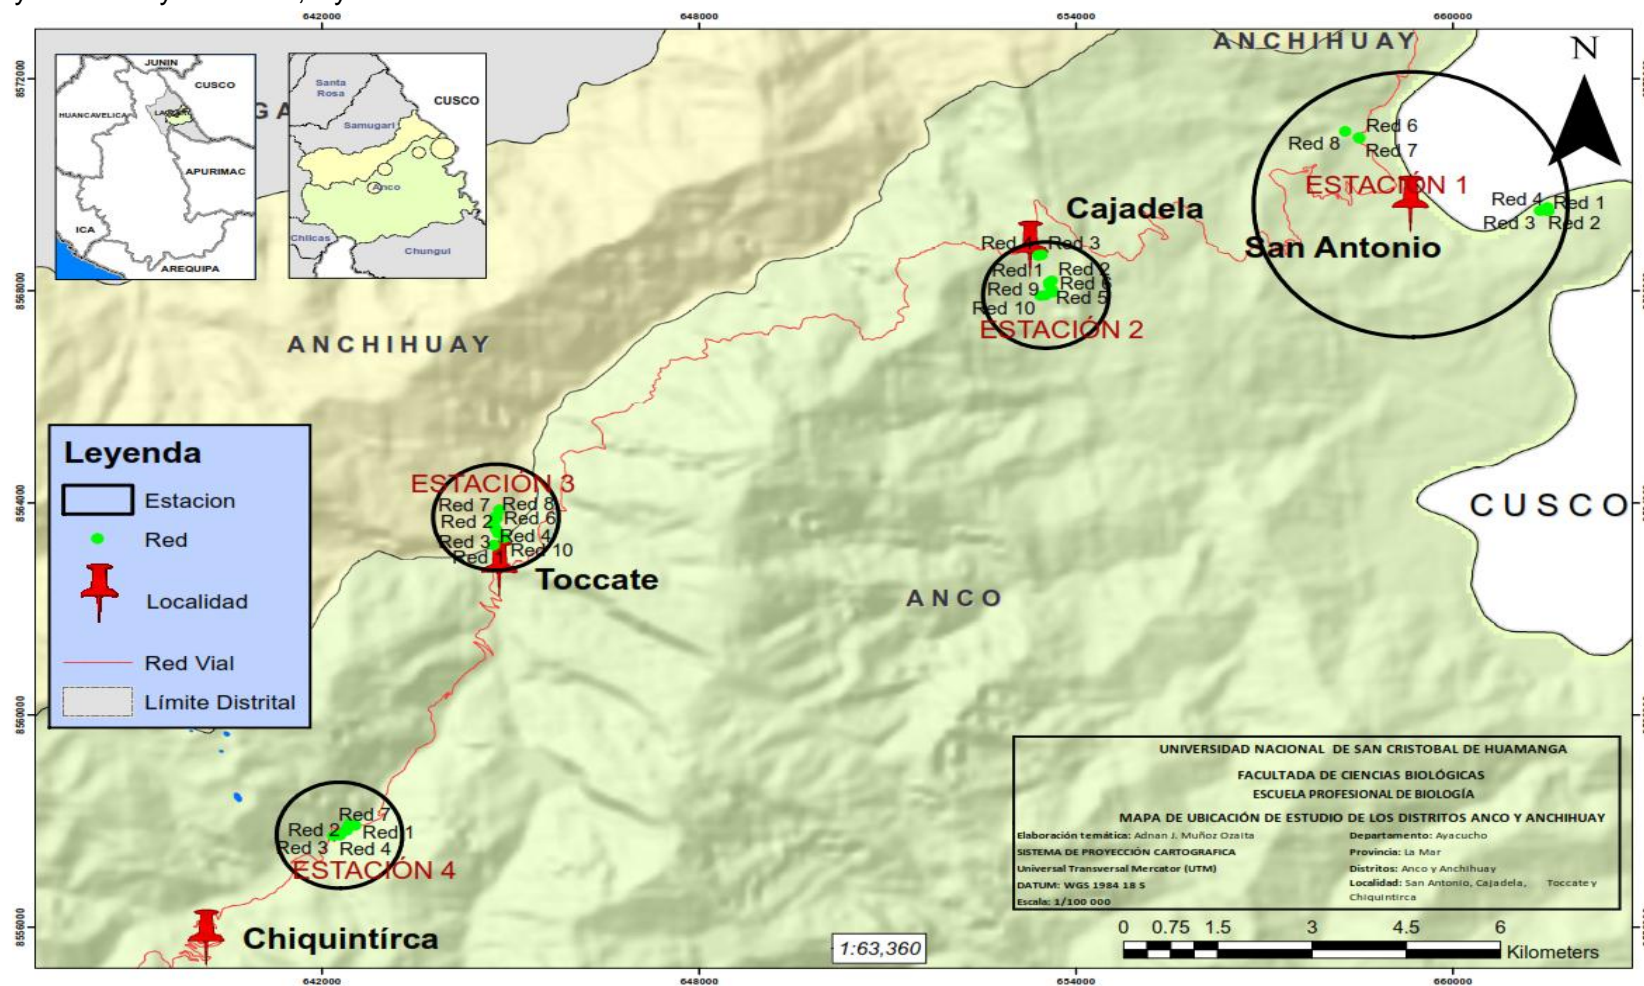 642000
648000
654000
660000
8572000
8568000
8564000
8560000
8556000
JUNIN
CUSCO
HUANCAVELICA
APURIMAC
ICA
AREQUIPA
Santa
Rosa
CUSCO
Samugari
Anco
Chilcas
Chungui
GA
ANCHIHUAY
N
Red 6
Red 8
Red 7
ESTACIÓN 1
Red 4
Red 1
Red 3
Red 2
San Antonio
Cajadela
Red 3
Red 1
Red 2
Red 9
Red 6
Red 5
Red 10
ESTACIÓN 2
ANCHIHUAY
ESTACIÓN 3
Red 7
Red 8
Red 2
Red 6
Red 4
Red 3
Red 10
Red 1
Toccate
CUSCO
ANCO
Leyenda
Estacion
Red
Localidad
Red Vial
Límite Distrital
Red 7
Red 2
Red 1
Red 3
Red 4
ESTACIÓN 4
Chiquintírca
UNIVERSIDAD NACIONAL DE SAN CRISTOBAL DE HUAMANGA
FACULTADA DE CIENCIAS BIOLÓGICAS
ESCUELA PROFESIONAL DE BIOLOGÍA
MAPA DE UBICACIÓN DE ESTUDIO DE LOS DISTRITOS ANCO Y ANCHIHUAY
Elaboración temática: Adnan J. Muñoz Ozaita
SISTEMA DE PROYECCIÓN CARTOGRAFICA
Universal Transversal Mercator (UTM)
DATUM: WGS 1984 18 S
Escala: 1/100 000
Departamento: Ayacucho
Provincia: La Mar
Distritos: Anco y Anchihuay
Localidad: San Antonio, Cajadela, Toccate y
Chiquintirca
1:63,360
0 0.75 1.5 3 4.5 6
Kilometers
642000
648000
654000
660000